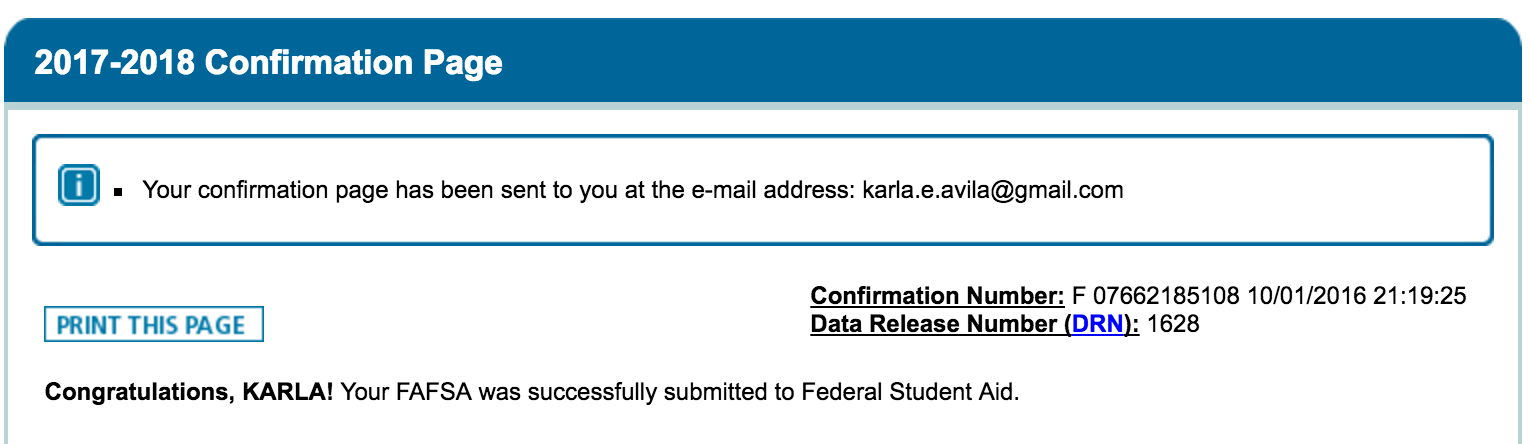 2017-2018 Confirmation Page
i
▪ Your confirmation page has been sent to you at the e-mail address: karla.e.avila@gmail.com
Confirmation Number: F 07662185108 10/01/2016 21:19:25
PRINT THIS PAGE
Data Release Number (DRN): 1628
Congratulations, KARLA! Your FAFSA was successfully submitted to Federal Student Aid.